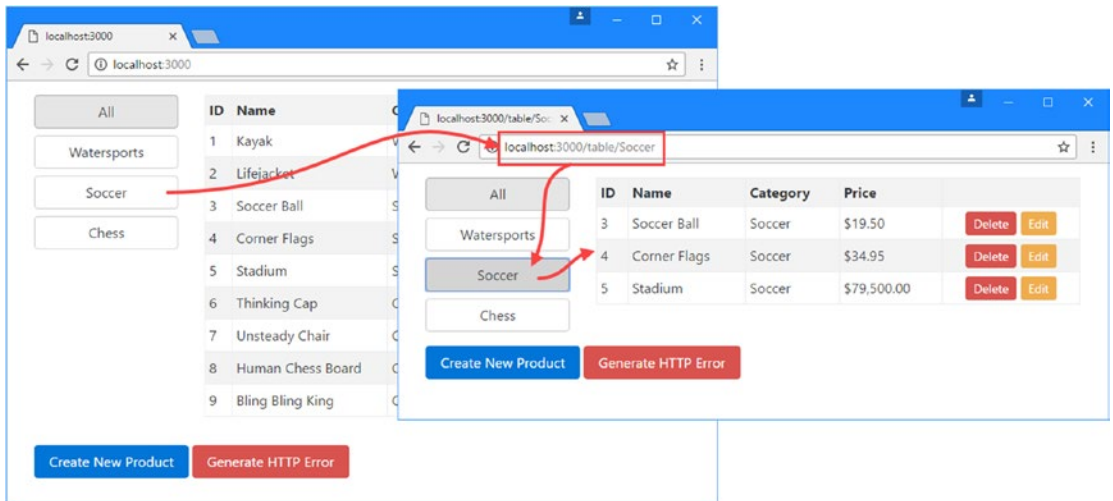 localhost:3000
localhost:3000
All
Watersports
Soccer
Chess
ID Name
1 Kayak
2 Lifejacket
3 Soccer Ball
4 Corner Flags
5 Stadium
6 Thinking Cap
7 Unsteady Chair
8 Human Chess Board
9 Bling Bling King
Create New Product Generate HTTP Error
localhost:3000/table/Soc
localhost:3000/table/Soccer
All
Watersports
Soccer
Chess
ID Name Category Price
3 Soccer Ball Soccer $19.50 Delete Edit
4 Corner Flags Soccer $34.95 Delete Edit
5 Stadium Soccer $79,500.00 Delete Edit
Create New Product Generate HTTP Error